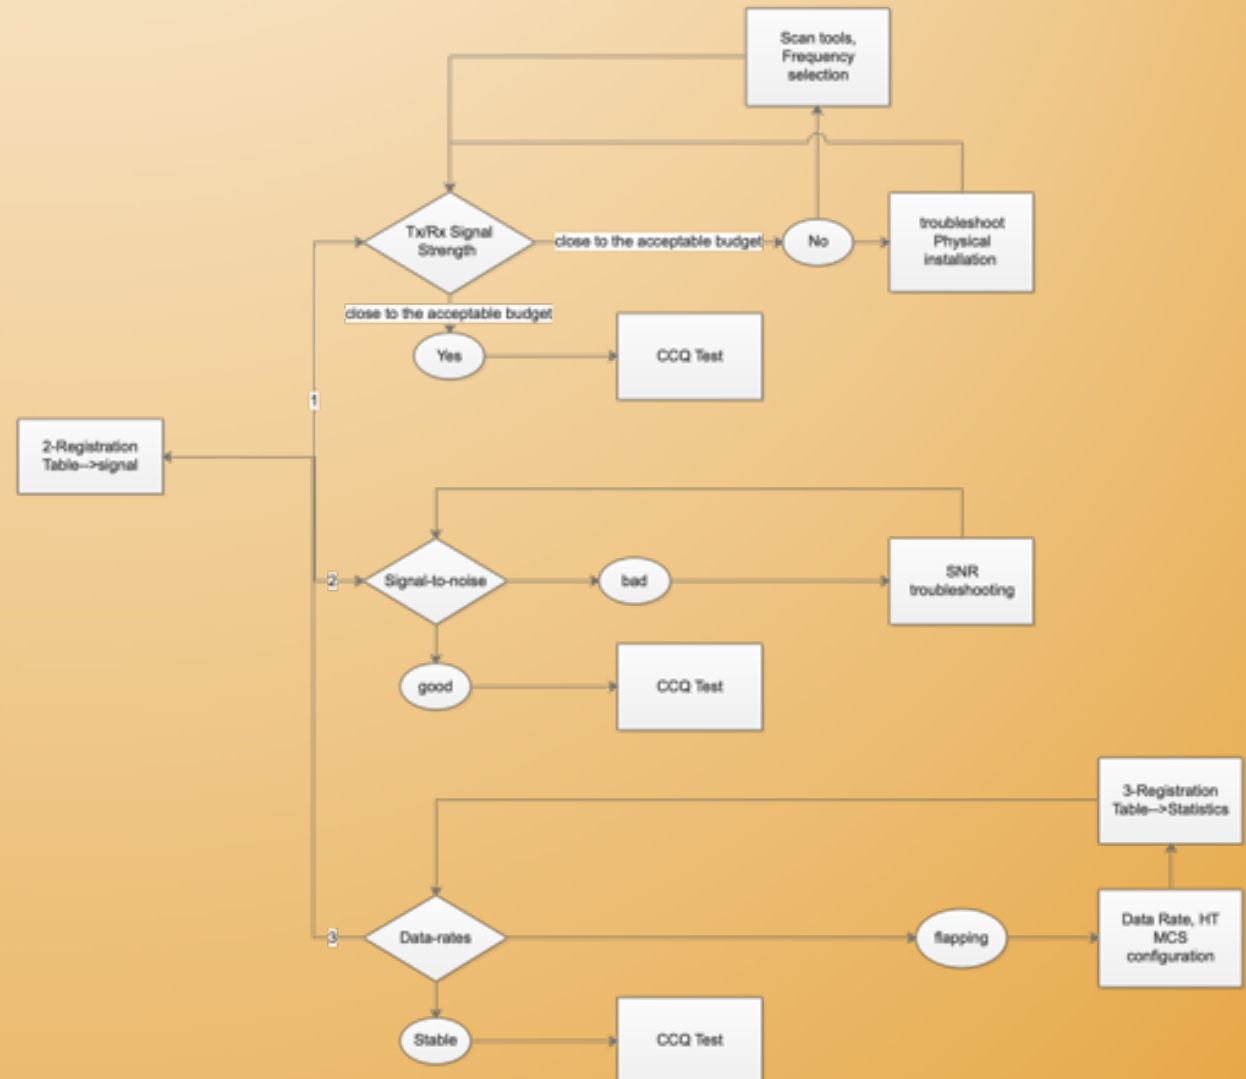 Scan tools,
Frequency
selection
Tx/Rx Signal
Strength
close to the acceptable budget
No
troubleshoot
Physical
installation
close to the acceptable budget
Yes
CCQ Test
1
2-Registration
Table-->signal
2
Signal-to-noise
bad
SNR
troubleshooting
good
CCQ Test
3-Registration
Table-->Statistics
3
Data-rates
flapping
Data Rate, HT
MCS
configuration
Stable
CCQ Test